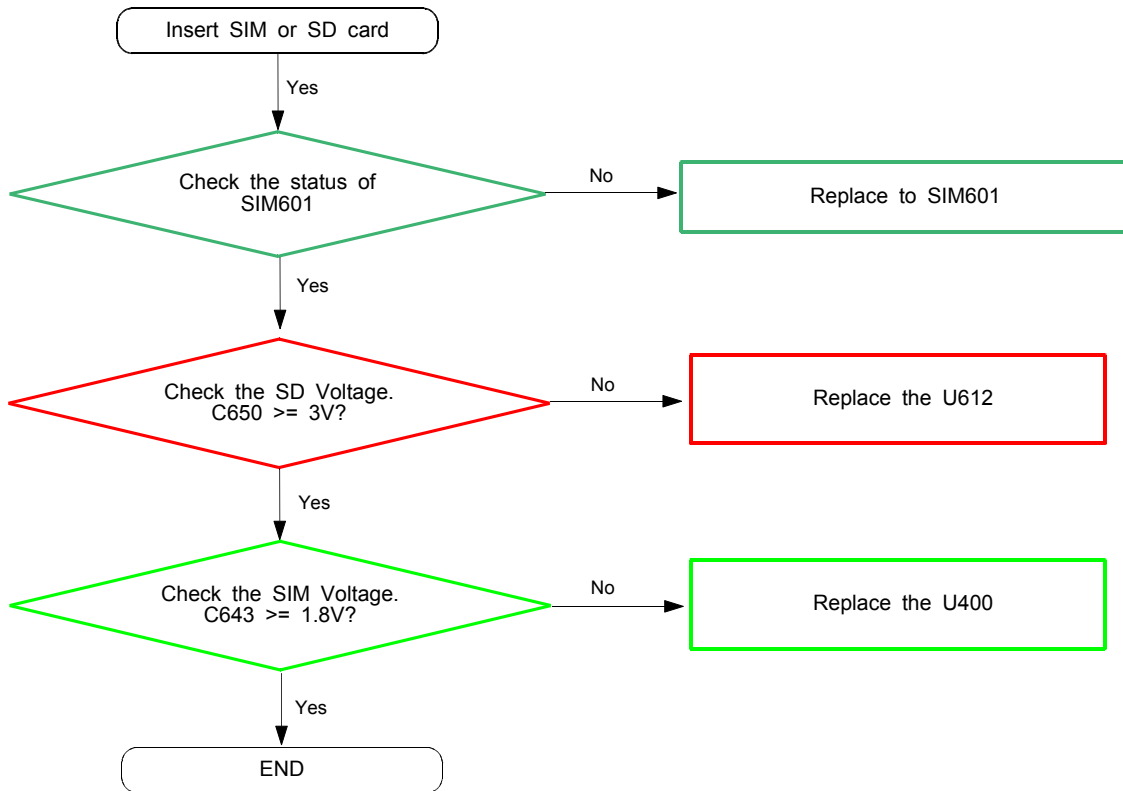 Insert SIM or SD card
Yes
Check the status of
SIM601
No
Replace to SIM601
Yes
Check the SD Voltage.
C650 >= 3V?
No
Replace the U612
Yes
Check the SIM Voltage.
C643 >= 1.8V?
No
Replace the U400
Yes
END